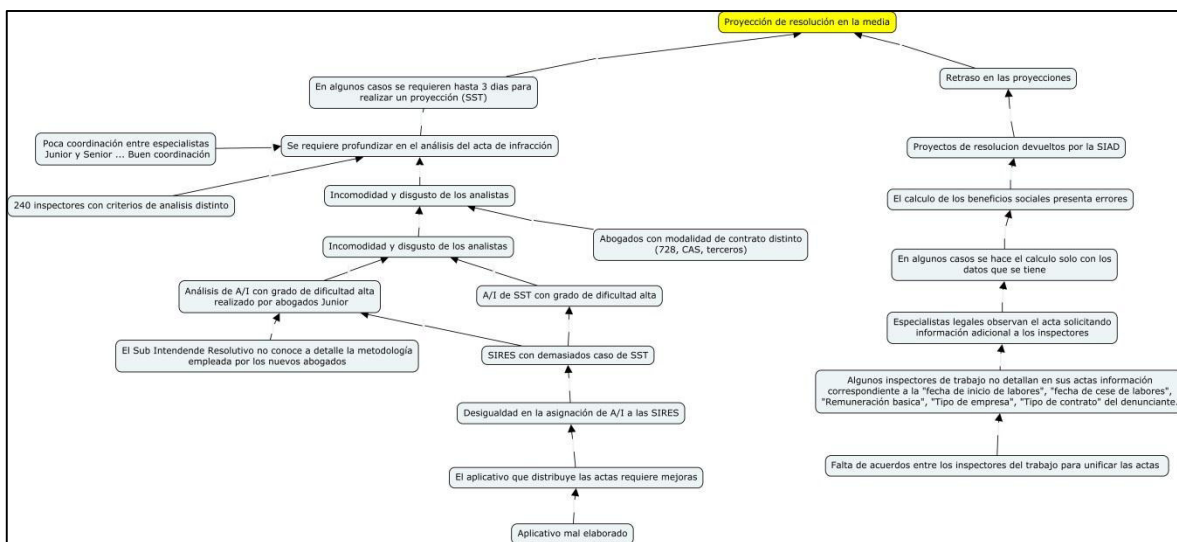 Proyección de resolución en la media
En algunos casos se requieren hasta 3 dias para
realizar un proyección (SST)
Retraso en las proyecciones
Poca coordinación entre especialistas
Junior y Senior ... Buen coordinación
Se requiere profundizar en el análisis del acta de infracción
Proyectos de resolucion devueltos por la SIAD
240 inspectores con criterios de analisis distinto
Incomodidad y disgusto de los analistas
El calculo de los beneficios sociales presenta errores
Incomodidad y disgusto de los analistas
Abogados con modalidad de contrato distinto
(728, CAS, terceros)
En algunos casos se hace el calculo solo con los
datos que se tiene
Análisis de A/I con grado de dificultad alta
realizado por abogados Junior
A/I de SST con grado de dificultad alta
Especialistas legales observan el acta solicitando
información adicional a los inspectores
El Sub Intendende Resolutivo no conoce a detalle la metodología
empleada por los nuevos abogados
SIRES con demasiados caso de SST
Algunos inspectores de trabajo no detallan en sus actas información
correspondiente a la "fecha de inicio de labores", "fecha de cese de labores",
"Remuneración basica", "Tipo de empresa", "Tipo de contrato" del denunciante.
Desigualdad en la asignación de A/I a las SIRES
Falta de acuerdos entre los inspectores del trabajo para unificar las actas
El aplicativo que distribuye las actas requiere mejoras
Aplicativo mal elaborado